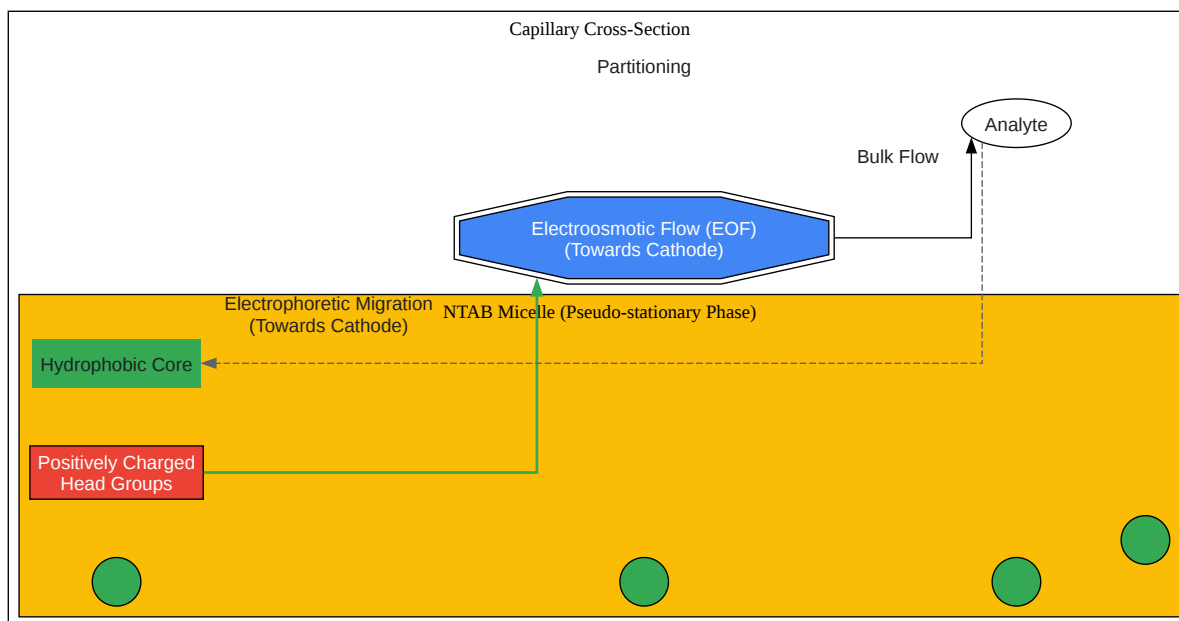 Capillary Cross-Section
Partitioning
Analyte
Bulk Flow
Electroosmotic Flow (EOF)
(Towards Cathode)
Electrophoretic Migration
(Towards Cathode)
NTAB Micelle (Pseudo-stationary Phase)
Hydrophobic Core
Positively Charged
Head Groups